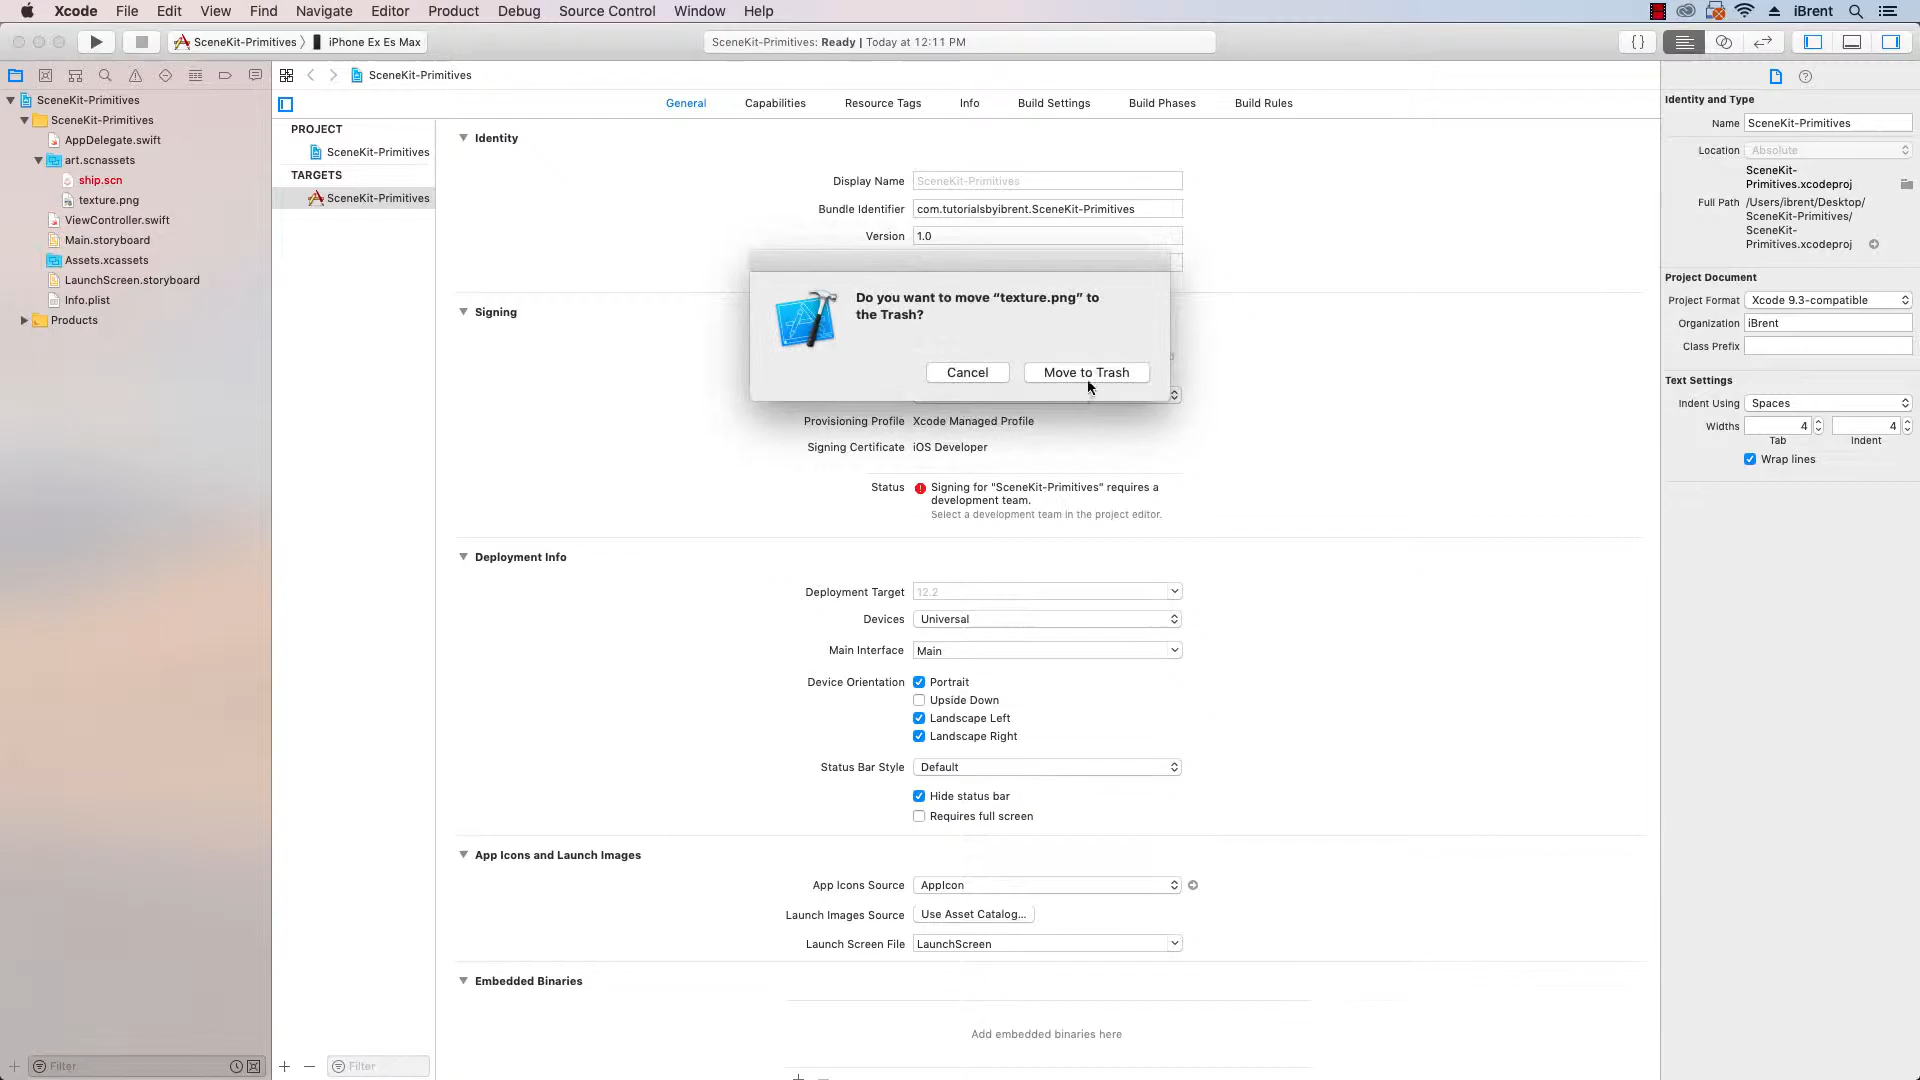 Xcode File Edit View Find Navigate Editor Product Debug Source Control Window Help iBrent
SceneKit-Primitives iPhone Ex Es Max SceneKit-Primitives: Ready | Today at 12:11 PM
SceneKit-Primitives
General Capabilities Resource Tags Info Build Settings Build Phases Build Rules
SceneKit-Primitives
SceneKit-Primitives
AppDelegate.swift
art.scnassets
ship.scn
texture.png
ViewController.swift
Main.storyboard
Assets.xcassets
LaunchScreen.storyboard
Info.plist
Products
Filter
PROJECT
SceneKit-Primitives
TARGETS
SceneKit-Primitives
Filter
Identity
Display Name SceneKit-Primitives
Bundle Identifier com.tutorialsbyibrent.SceneKit-Primitives
Version 1.0
Do you want to move “texture.png” to
the Trash?
Cancel Move to Trash
Signing
Provisioning Profile Xcode Managed Profile
Signing Certificate iOS Developer
Status Signing for "SceneKit-Primitives" requires a
development team.
Select a development team in the project editor.
Deployment Info
Deployment Target 12.2
Devices Universal
Main Interface Main
Device Orientation Portrait
Upside Down
Landscape Left
Landscape Right
Status Bar Style Default
Hide status bar
Requires full screen
App Icons and Launch Images
App Icons Source AppIcon
Launch Images Source Use Asset Catalog...
Launch Screen File LaunchScreen
Embedded Binaries
Add embedded binaries here
Identity and Type
Name SceneKit-Primitives
Location Absolute
SceneKit-
Primitives.xcodeproj
Full Path /Users/ibrent/Desktop/
SceneKit-Primitives/
SceneKit-
Primitives.xcodeproj
Project Document
Project Format Xcode 9.3-compatible
Organization iBrent
Class Prefix
Text Settings
Indent Using Spaces
Widths 4 4
Tab Indent
Wrap lines